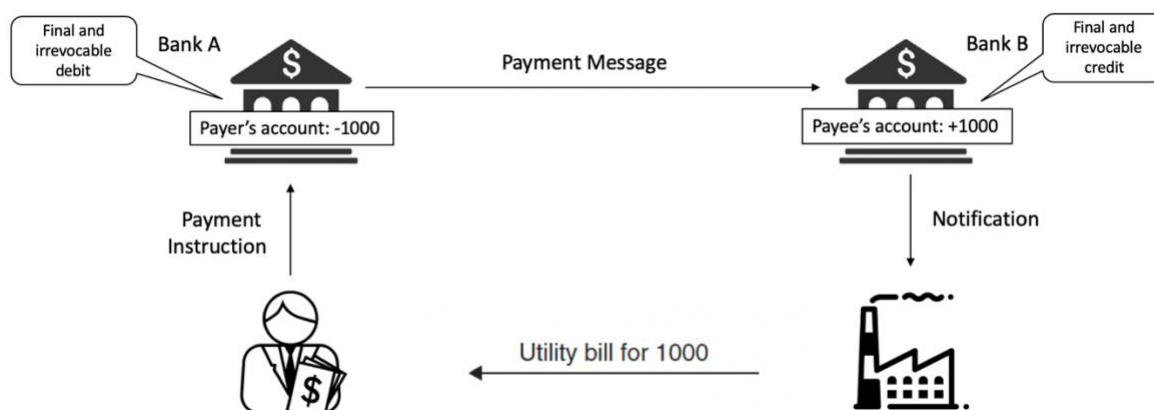 Final and
irrevocable
debit
Bank A
$
Payer's account: -1000
Payment Message
Bank B
$
Payee's account: +1000
Final and
irrevocable
credit
Payment
Instruction
Notification
$
Utility bill for 1000